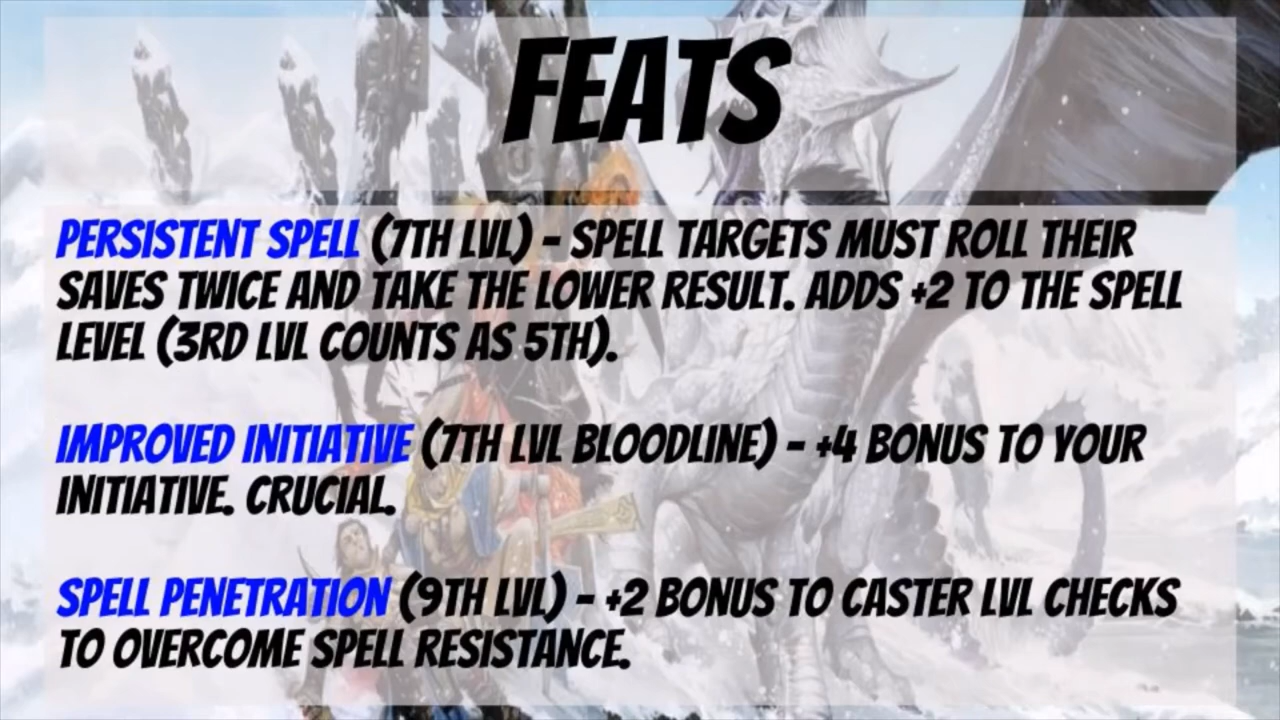 FEATS
PERSISTENT SPELL (7TH LVL) - SPELL TARGETS MUST ROLL THEIR
SAVES TWICE AND TAKE THE LOWER RESULT. ADDS +2 TO THE SPELL
LEVEL (3RD LVL COUNTS AS 5TH).
IMPROVED INITIATIVE (7TH LVL BLOODLINE) - +4 BONUS TO YOUR
INITIATIVE. CRUCIAL.
SPELL PENETRATION (9TH LVL) - +2 BONUS TO CASTER LVL CHECKS
TO OVERCOME SPELL RESISTANCE.